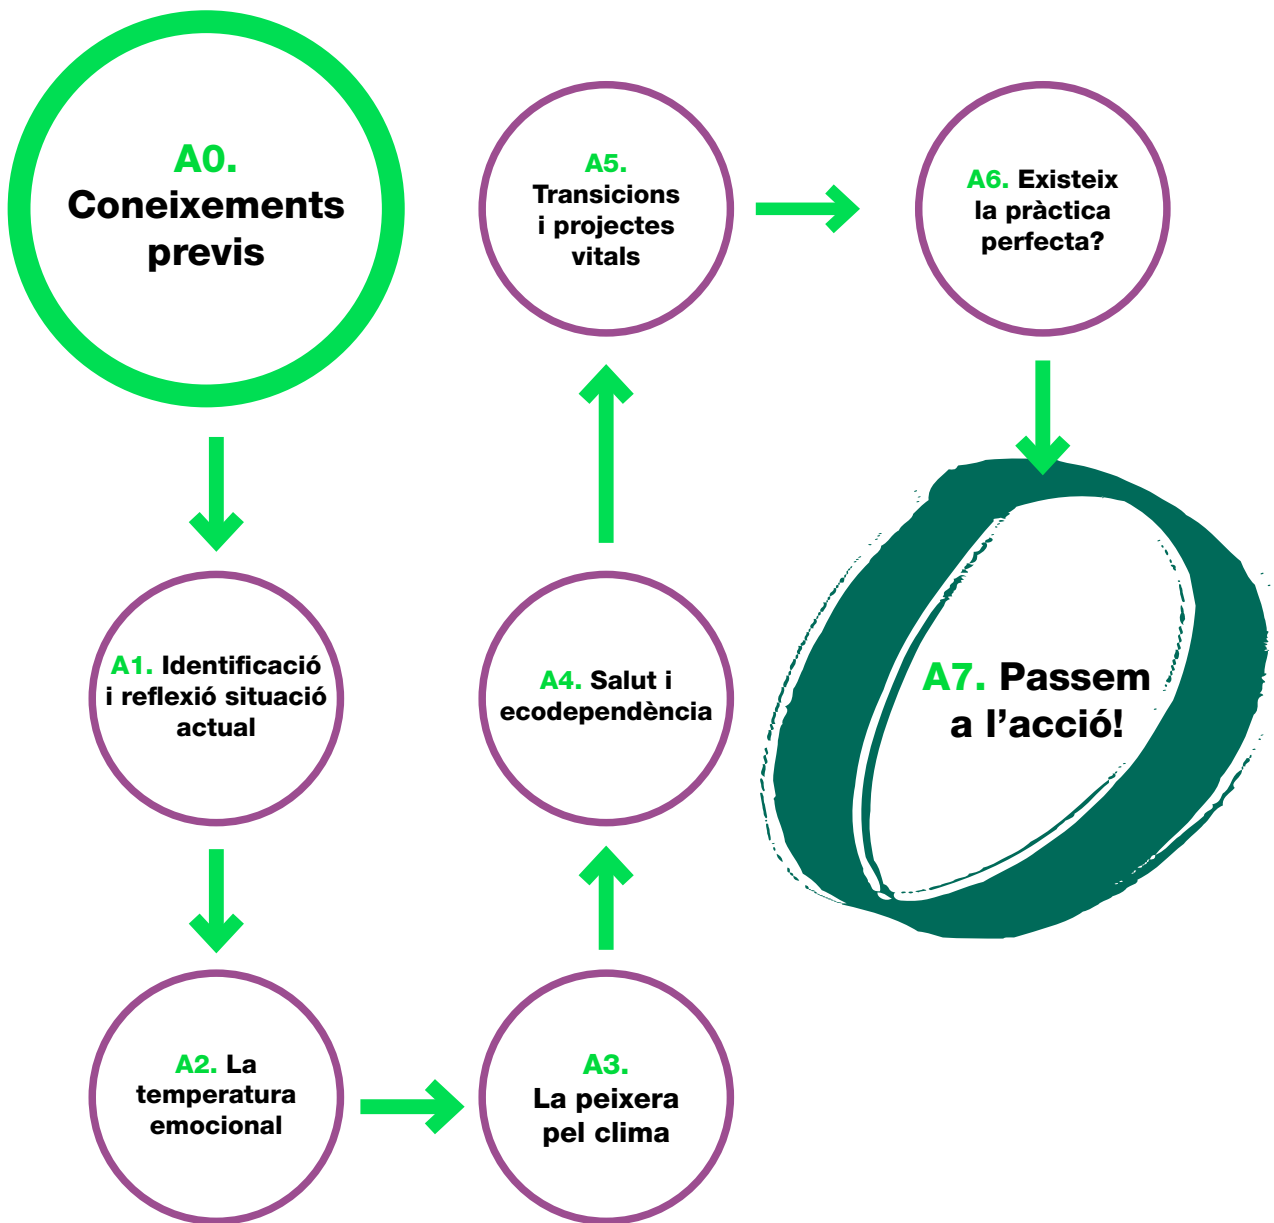 A0.
Coneixements
previs
A1. Identificació
i reflexió situació
actual
A2. La
temperatura
emocional
A3.
La peixera
pel clima
A4. Salut i
ecodependència
A5.
Transicions
i projectes
vitals
A6. Existeix
la pràctica
perfecta?
A7. Passem
a l’acció!